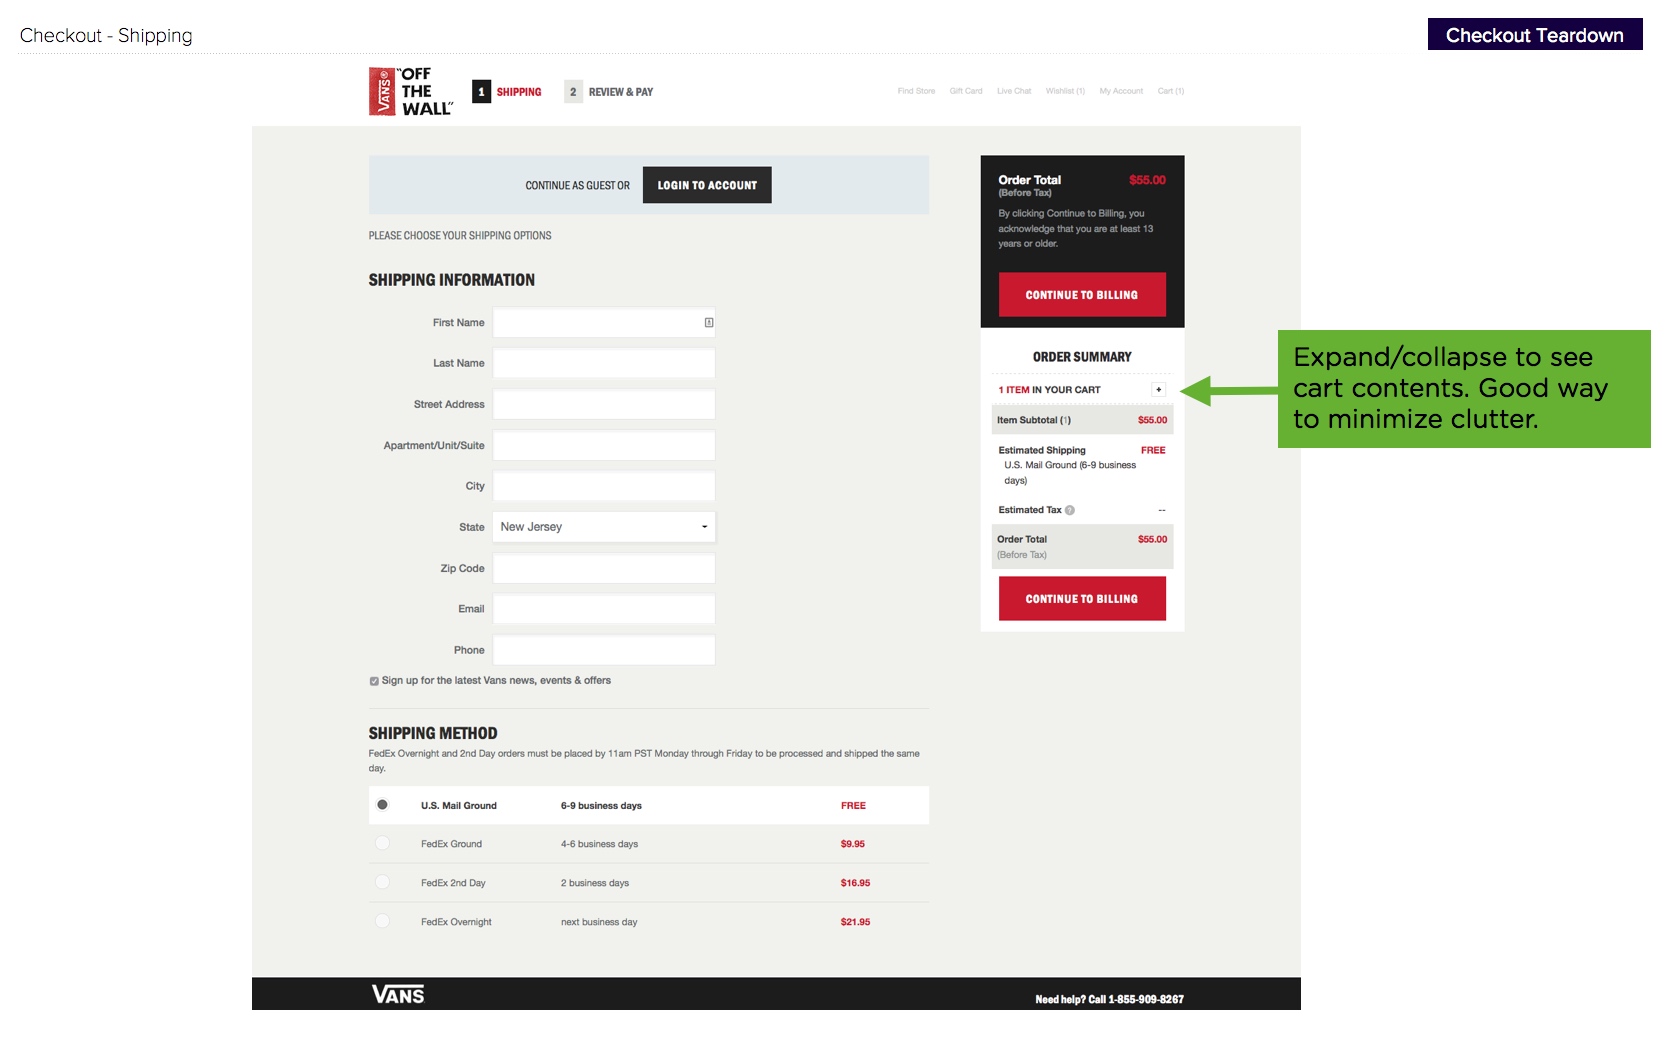 Checkout - Shipping
Checkout Teardown
VANS®
"OFF
THE
WALL"
1 SHIPPING
2 REVIEW & PAY
Find Store Gift Card Live Chat Wishlist (1) My Account Cart (1)
CONTINUE AS GUEST OR LOGIN TO ACCOUNT
PLEASE CHOOSE YOUR SHIPPING OPTIONS
SHIPPING INFORMATION
First Name
Last Name
Street Address
Apartment/Unit/Suite
City
State New Jersey
Zip Code
Email
Phone
Sign up for the latest Vans news, events & offers
SHIPPING METHOD
FedEx Overnight and 2nd Day orders must be placed by 11am PST Monday through Friday to be processed and shipped the same
day.
U.S. Mail Ground 6-9 business days FREE
FedEx Ground 4-6 business days $9.95
FedEx 2nd Day 2 business days $16.95
FedEx Overnight next business day $21.95
Order Total $55.00
(Before Tax)
By clicking Continue to Billing, you
acknowledge that you are at least 13
years or older.
CONTINUE TO BILLING
ORDER SUMMARY
1 ITEM IN YOUR CART +
Item Subtotal (1) $55.00
Estimated Shipping FREE
U.S. Mail Ground (6-9 business
days)
Estimated Tax ? --
Order Total $55.00
(Before Tax)
CONTINUE TO BILLING
Expand/collapse to see
cart contents. Good way
to minimize clutter.
VANS
Need help? Call 1-855-909-8267